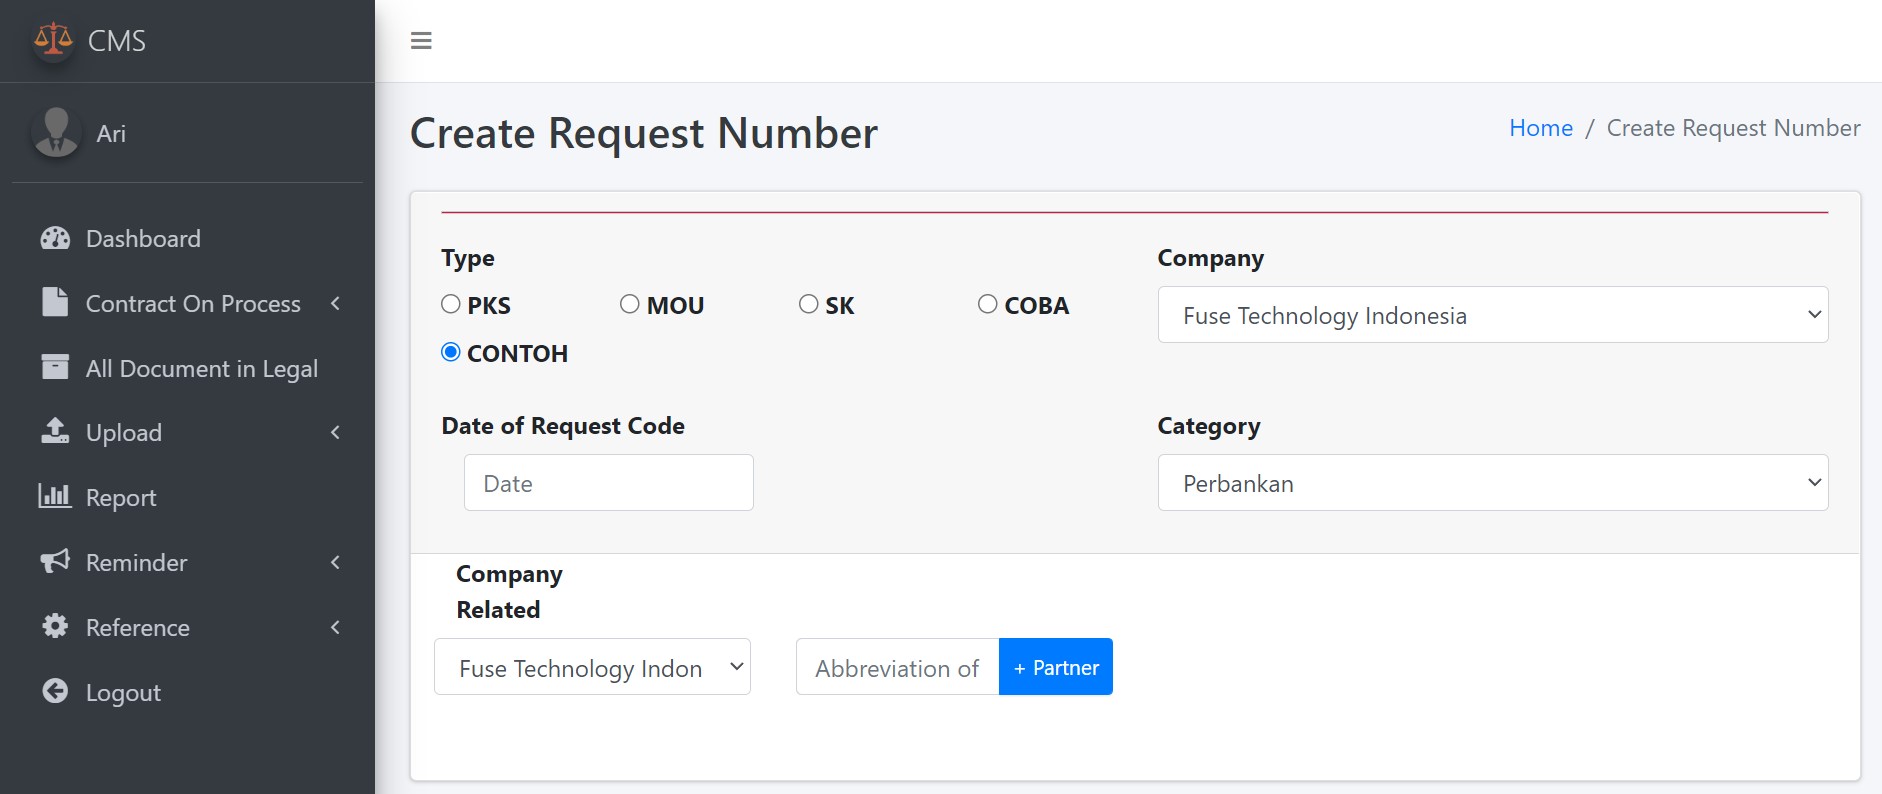 CMS
Ari
Dashboard
Contract On Process
All Document in Legal
Upload
Report
Reminder
Reference
Logout
Create Request Number
Home / Create Request Number
Type
PKS MOU SK COBA
CONTOH
Company
Fuse Technology Indonesia
Date of Request Code
Date
Category
Perbankan
Company
Related
Fuse Technology Indon
Abbreviation of
+ Partner